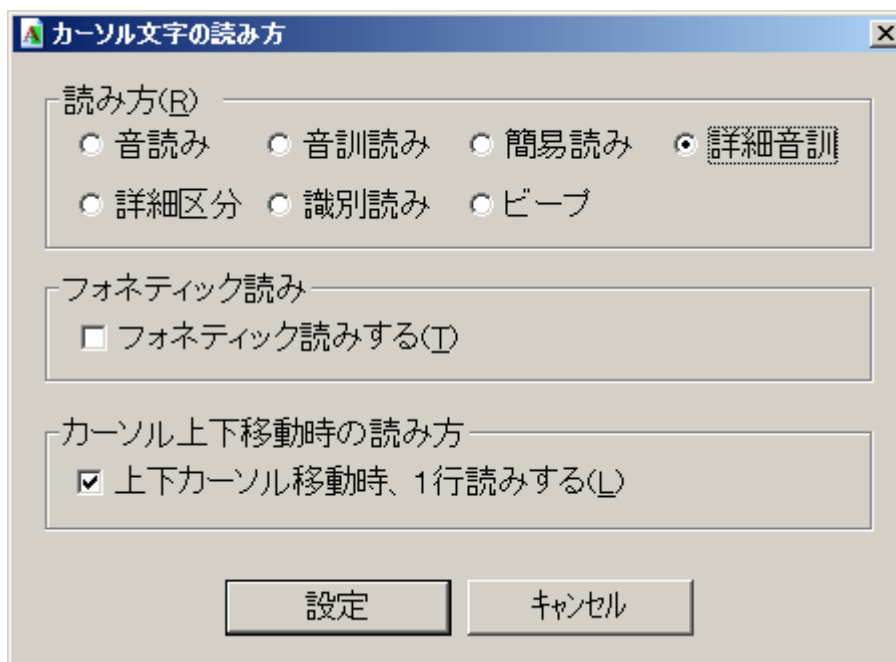 カーソル文字の読み方
読み方(R)
音読み 音訓読み 簡易読み 詳細音訓
詳細区分 識別読み ビープ
フォネティック読み
フォネティック読みする(T)
カーソル上下移動時の読み方
上下カーソル移動時、1行読みする(L)
設定 キャンセル